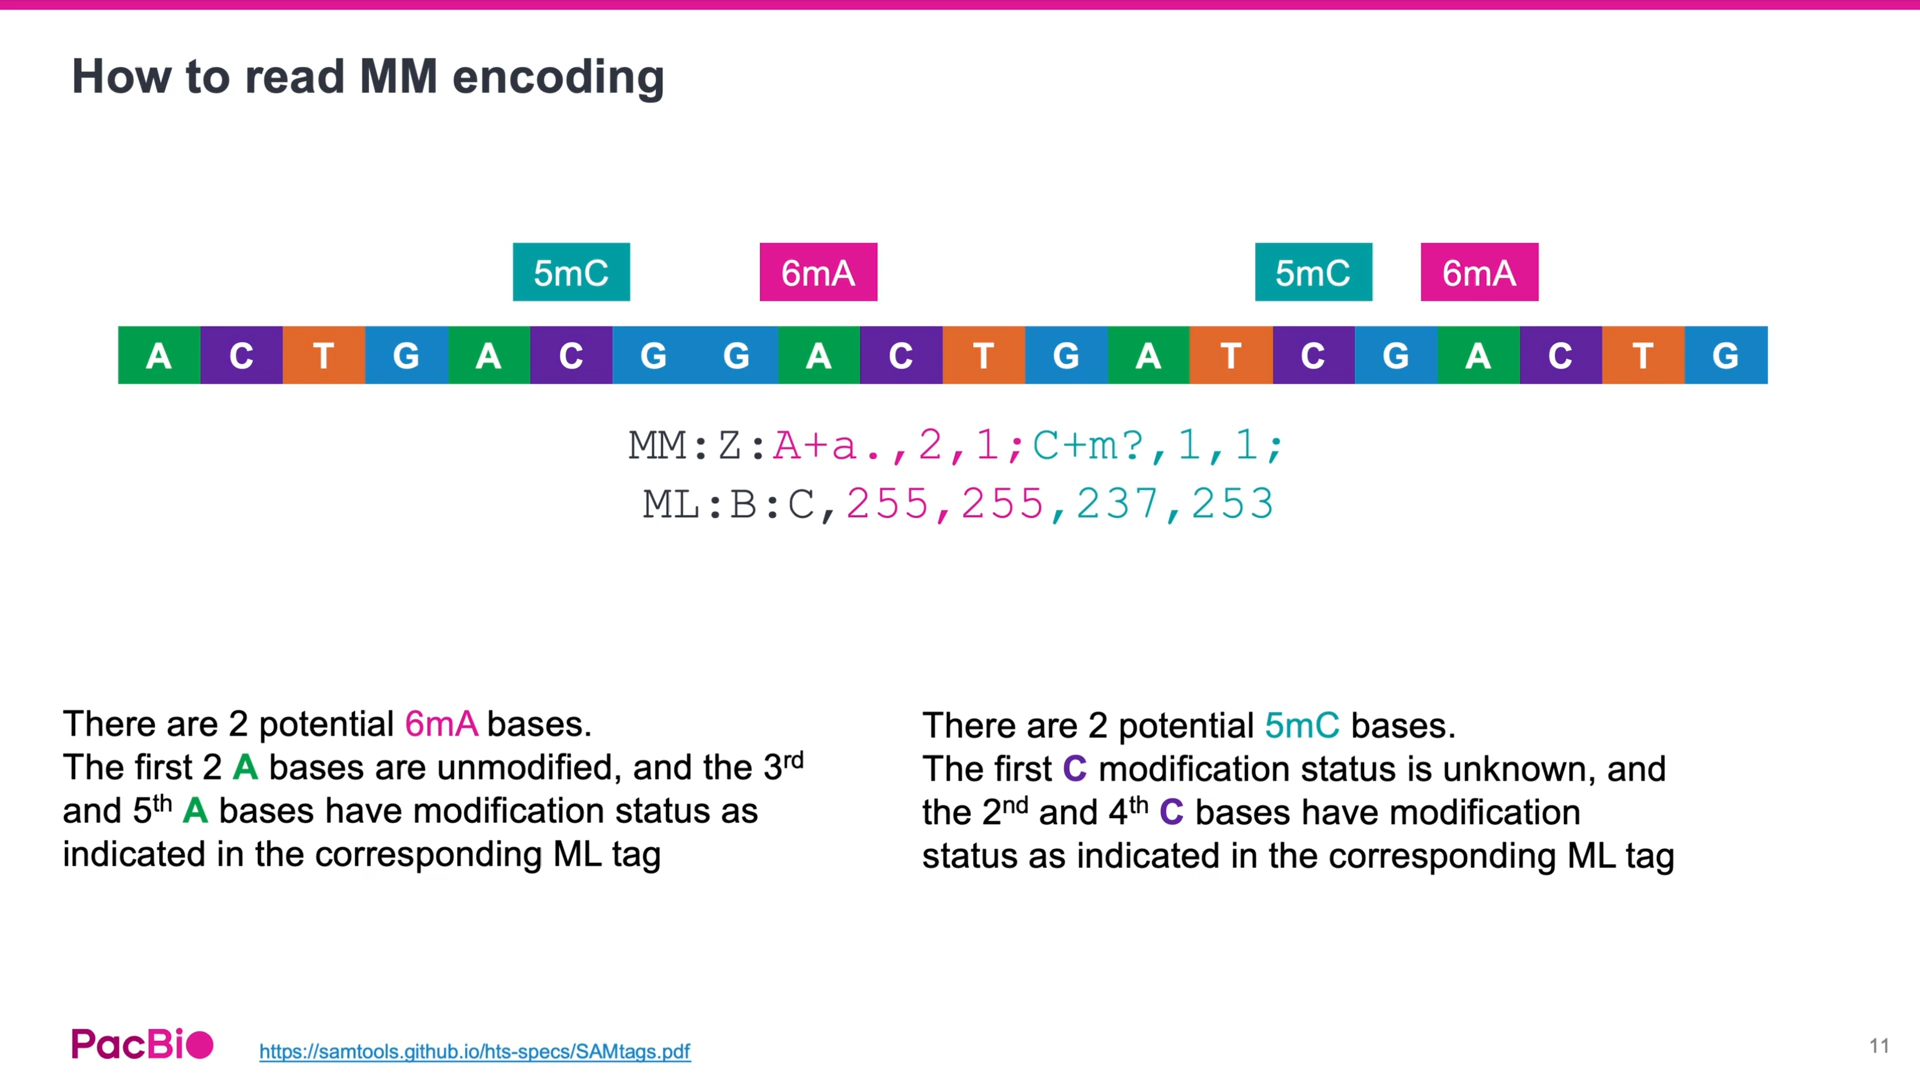 How to read MM encoding
5mC 6mA 5mC 6mA
A C T G A C G G A C T G A T C G A C T G
MM:Z:A+a.,2,1;C+m?,1,1;
ML:B:C,255,255,237,253
There are 2 potential 6mA bases.
The first 2 A bases are unmodified, and the 3rd
and 5th A bases have modification status as
indicated in the corresponding ML tag
There are 2 potential 5mC bases.
The first C modification status is unknown, and
the 2nd and 4th C bases have modification
status as indicated in the corresponding ML tag
PacBio
https://samtools.github.io/hts-specs/SAMtags.pdf
11